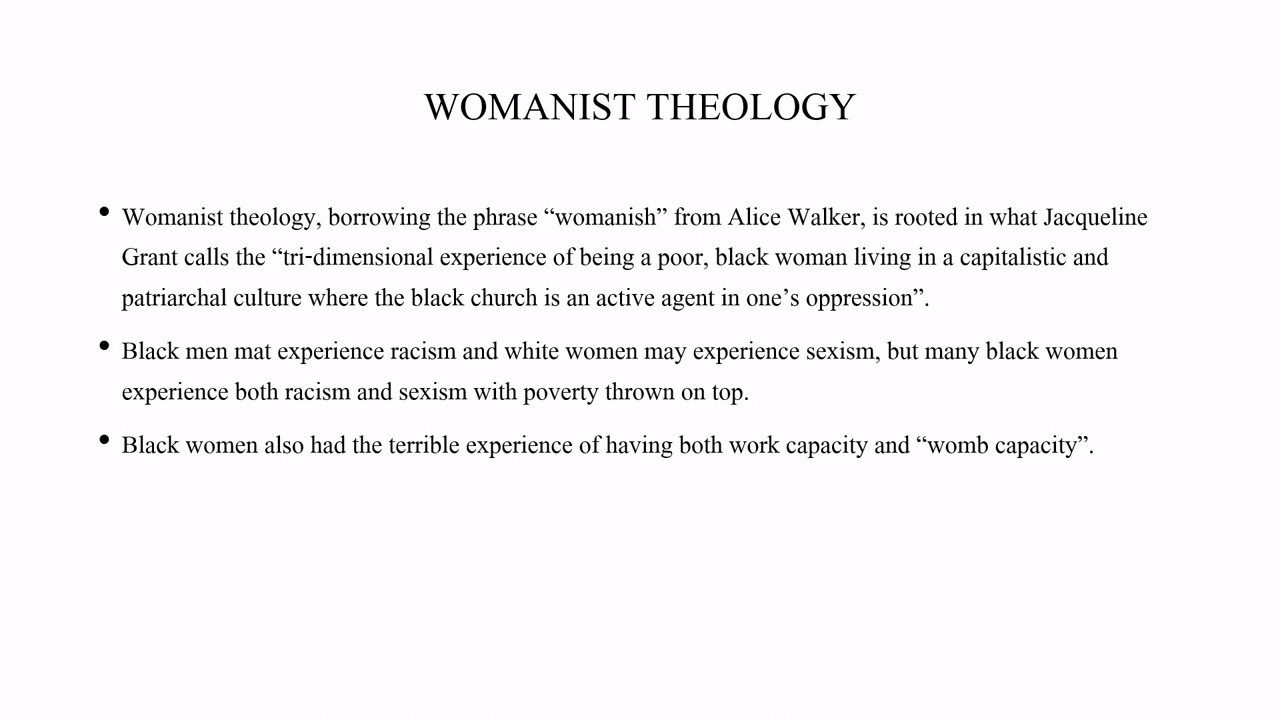 WOMANIST THEOLOGY
• Womanist theology, borrowing the phrase “womanish” from Alice Walker, is rooted in what Jacqueline
Grant calls the “tri-dimensional experience of being a poor, black woman living in a capitalistic and
patriarchal culture where the black church is an active agent in one’s oppression”.
• Black men mat experience racism and white women may experience sexism, but many black women
experience both racism and sexism with poverty thrown on top.
• Black women also had the terrible experience of having both work capacity and “womb capacity”.